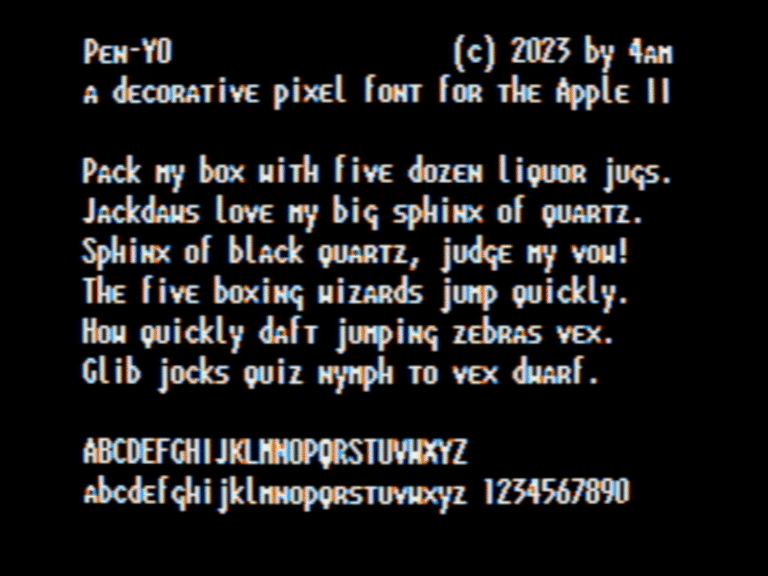 Pen-Yo (c) 2023 by 4am
a decorative pixel font for the Apple II
Pack my box with five dozen liquor jugs.
Jackdaws love my big sphinx of quartz.
Sphinx of black quartz, judge my vow!
The five boxing wizards jump quickly.
How quickly daft jumping zebras vex.
Glib jocks quiz nymph to vex dwarf.
ABCDEFGHIJKLMNOPQRSTUVWXYZ
abcdefghijklmnopqrstuvwxyz 1234567890